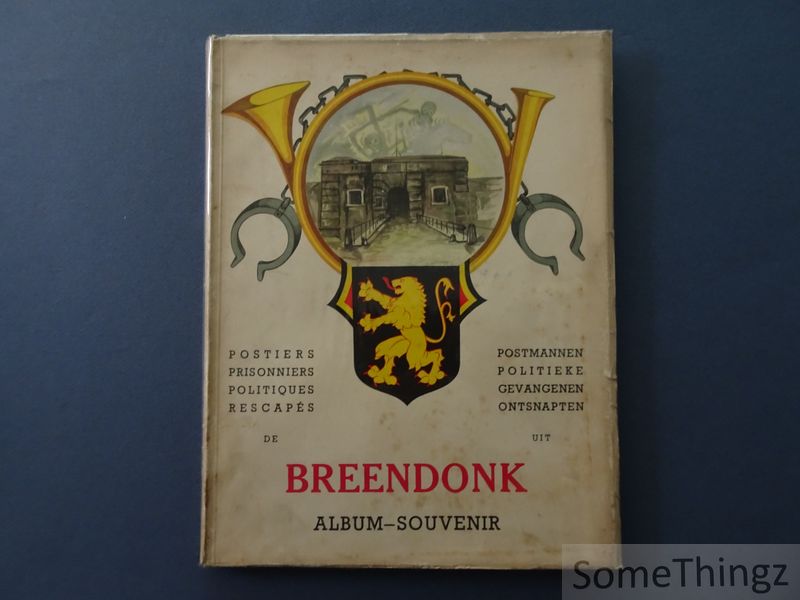 POSTIERS
PRISONNIERS
POLITIQUES
RESCAPÉS
DE
POSTMANNEN
POLITIEKE
GEVANGENEN
ONTSNAPTEN
UIT
BREENDONK
ALBUM–SOUVENIR
SomeThingz